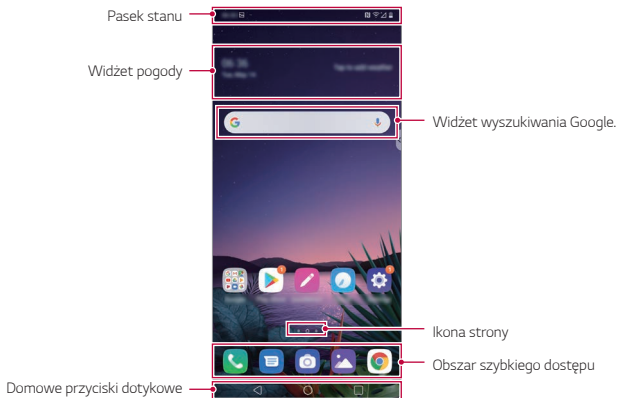 Pasek stanu
Widżet pogody
Widżet wyszukiwania Google.
Ikona strony
Obszar szybkiego dostępu
Domowe przyciski dotykowe